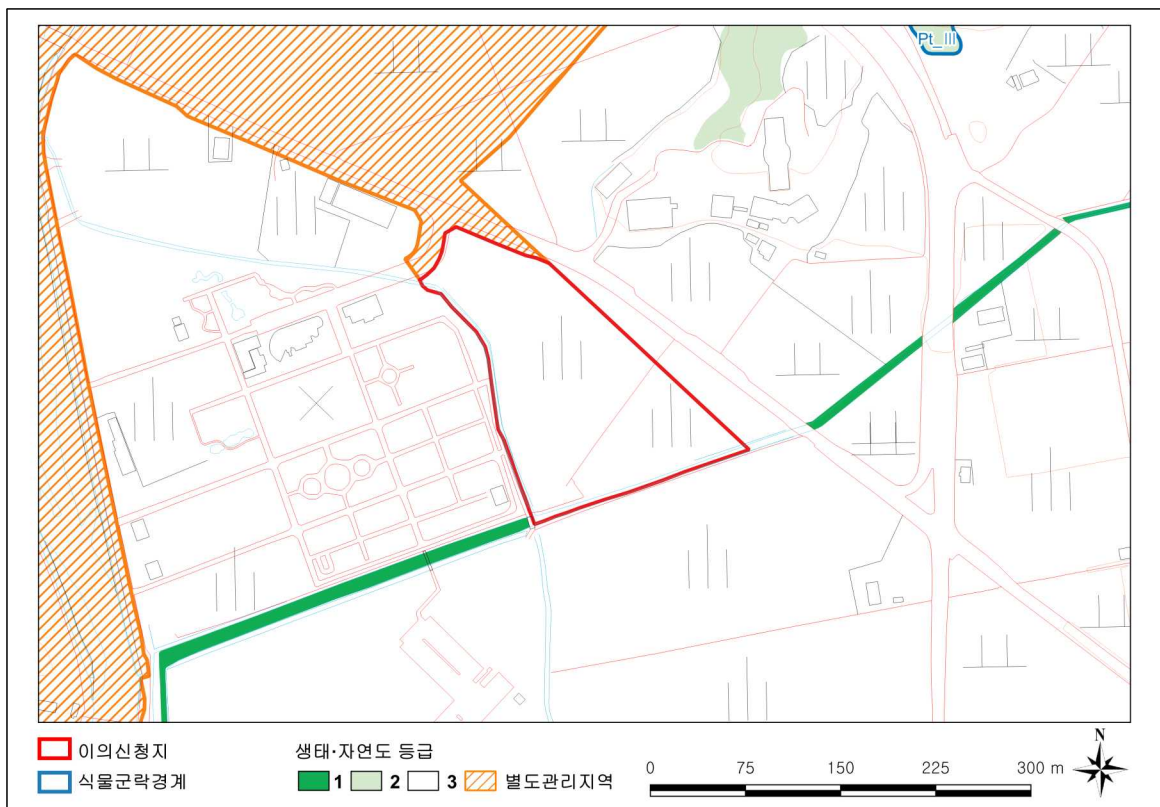 Pt_III
이의신청지
식물군락경계
생태·자연도 등급
1 2 3 별도관리지역
0 75 150 225 300 m
N